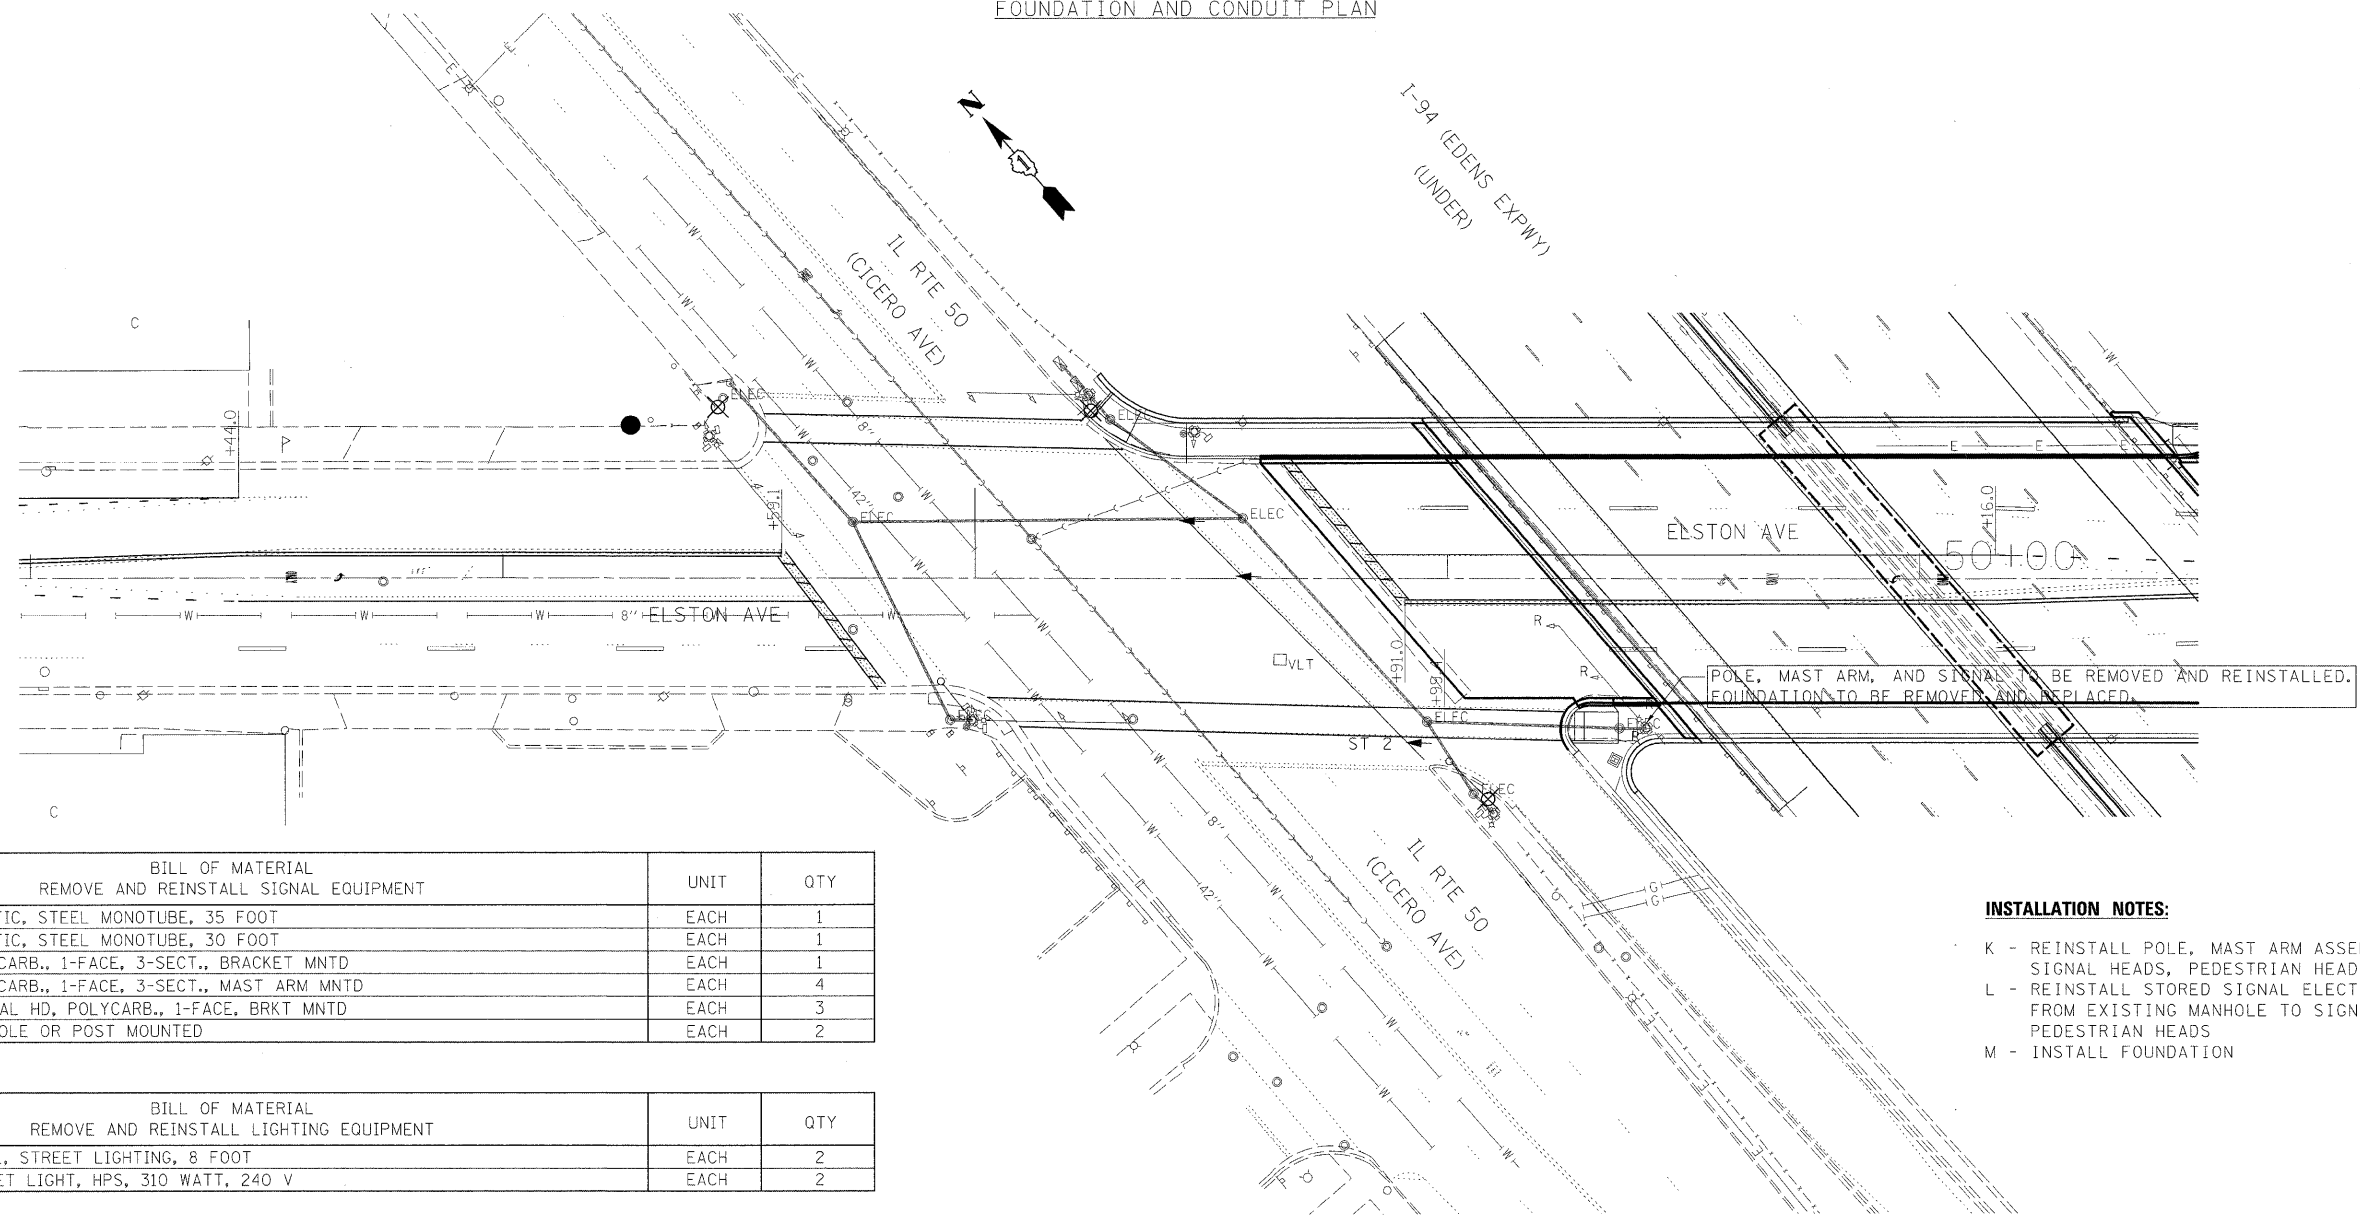 FOUNDATION AND CONDUIT PLAN
N
1
I-94 (EDENS EXPWY)
(UNDER)
IL RTE 50
(CICERO AVE)
C
+44.0
ELEC
ELEC
8"
42"
+59.1
ELEC
ELEC
ELSTON AVE
+16.0
50+00
8" ELSTON AVE
VLT
+91.0
R
R
POLE, MAST ARM, AND SIGNAL TO BE REMOVED AND REINSTALLED.
FOUNDATION TO BE REMOVED AND REPLACED.
ELEC
ELEC
ELEC
ST 2
ELEC
C
8"
42"
IL RTE 50
(CICERO AVE)
G
G
BILL OF MATERIAL
REMOVE AND REINSTALL SIGNAL EQUIPMENT UNIT QTY
TIC, STEEL MONOTUBE, 35 FOOT EACH 1
TIC, STEEL MONOTUBE, 30 FOOT EACH 1
CARB., 1-FACE, 3-SECT., BRACKET MNTD EACH 1
CARB., 1-FACE, 3-SECT., MAST ARM MNTD EACH 4
AL HD, POLYCARB., 1-FACE, BRKT MNTD EACH 3
OLE OR POST MOUNTED EACH 2
BILL OF MATERIAL
REMOVE AND REINSTALL LIGHTING EQUIPMENT UNIT QTY
, STREET LIGHTING, 8 FOOT EACH 2
ET LIGHT, HPS, 310 WATT, 240 V EACH 2
INSTALLATION NOTES:
K - REINSTALL POLE, MAST ARM ASSE
SIGNAL HEADS, PEDESTRIAN HEAD
L - REINSTALL STORED SIGNAL ELECT
FROM EXISTING MANHOLE TO SIGN
PEDESTRIAN HEADS
M - INSTALL FOUNDATION